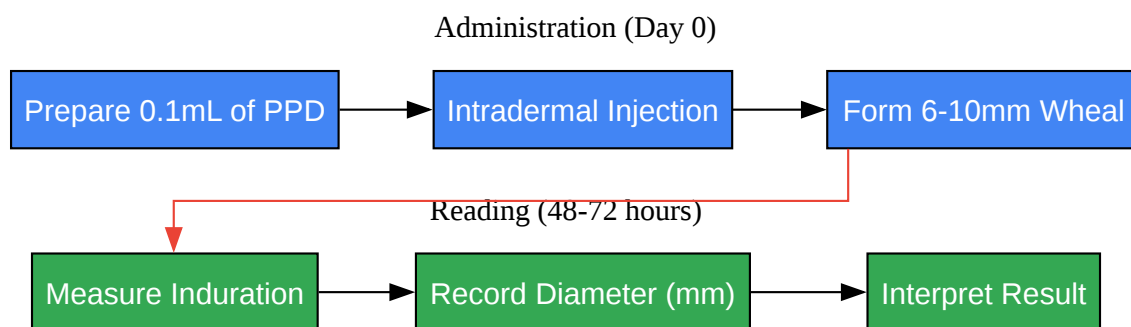 Administration (Day 0)
Prepare 0.1mL of PPD
Intradermal Injection
Form 6-10mm Wheal
Reading (48-72 hours)
Measure Induration
Record Diameter (mm)
Interpret Result